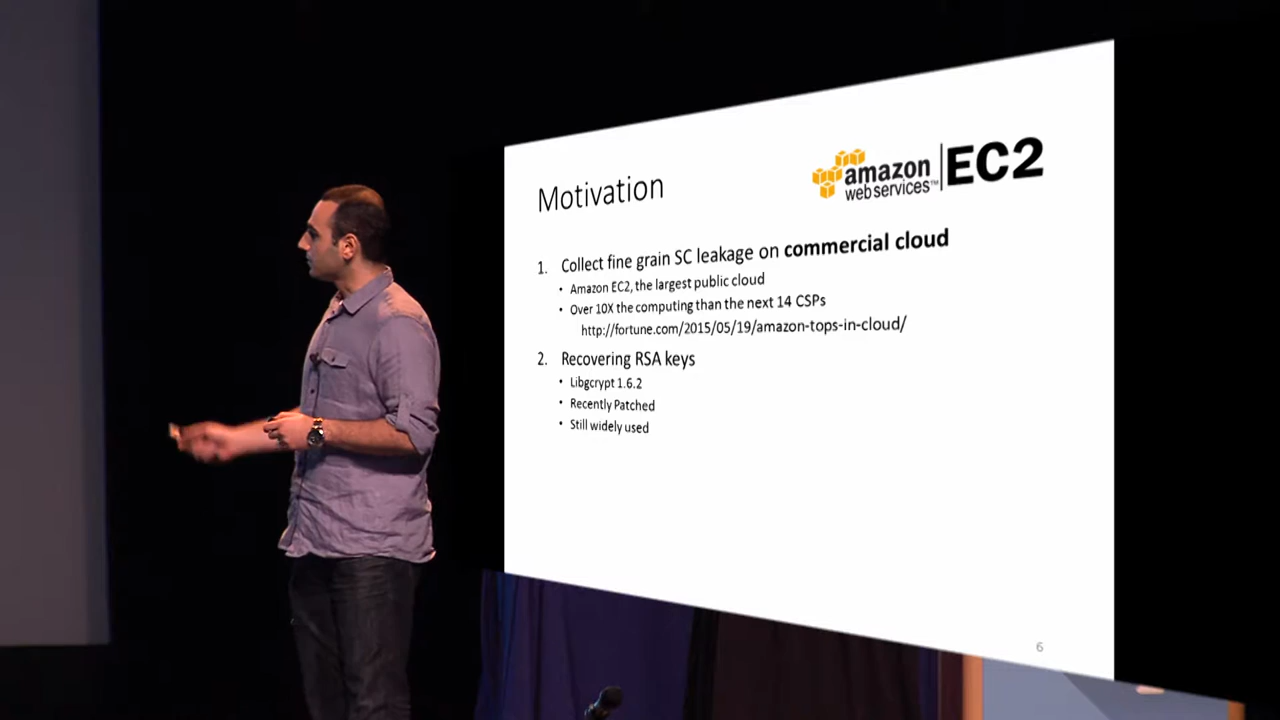 Motivation
amazon
web services™
EC2
1. Collect fine grain SC leakage on commercial cloud
• Amazon EC2, the largest public cloud
• Over 10X the computing than the next 14 CSPs
http://fortune.com/2015/05/19/amazon-tops-in-cloud/
2. Recovering RSA keys
• Libgcrypt 1.6.2
• Recently Patched
• Still widely used
6